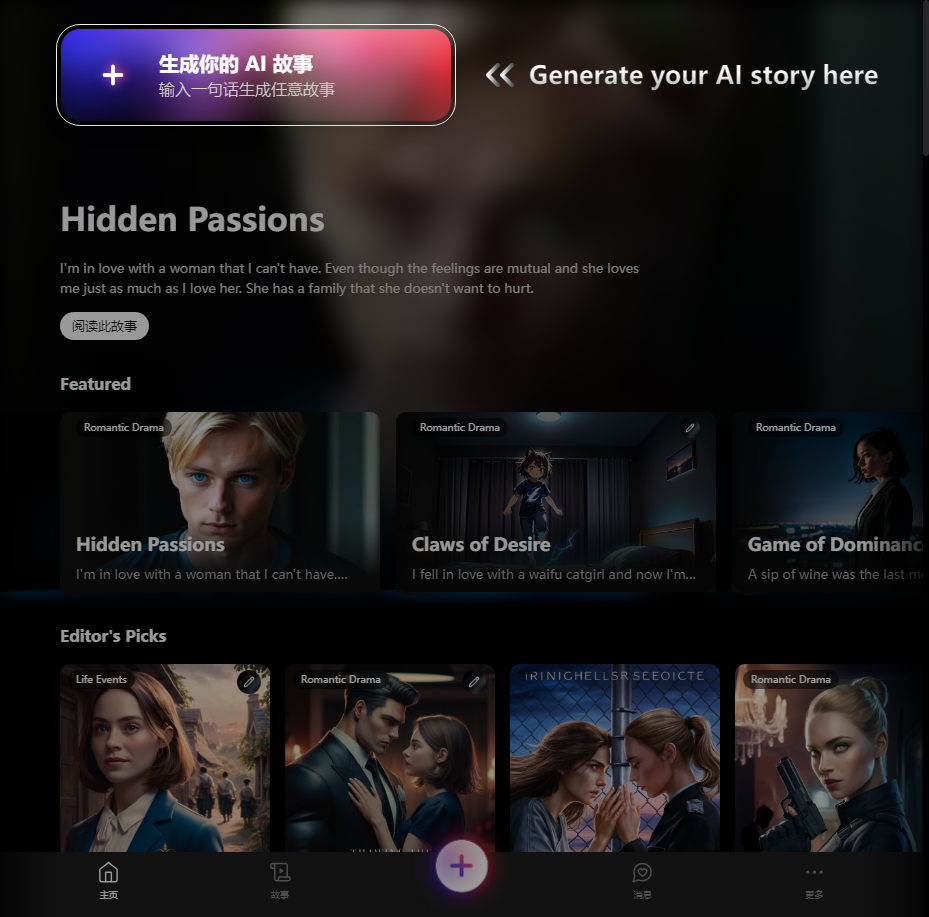 生成你的 AI 故事
输入一句话生成任意故事
Generate your AI story here
Hidden Passions
I'm in love with a woman that I can't have. Even though the feelings are mutual and she loves
me just as much as I love her. She has a family that she doesn't want to hurt.
阅读此故事
Featured
Romantic Drama
Hidden Passions
I'm in love with a woman that I can't have....
Romantic Drama
Claws of Desire
I fell in love with a waifu catgirl and now I'm...
Romantic Drama
Game of Dominanc
A sip of wine was the last m
Editor's Picks
Life Events
Romantic Drama
Romantic Drama
主页
故事
消息
更多